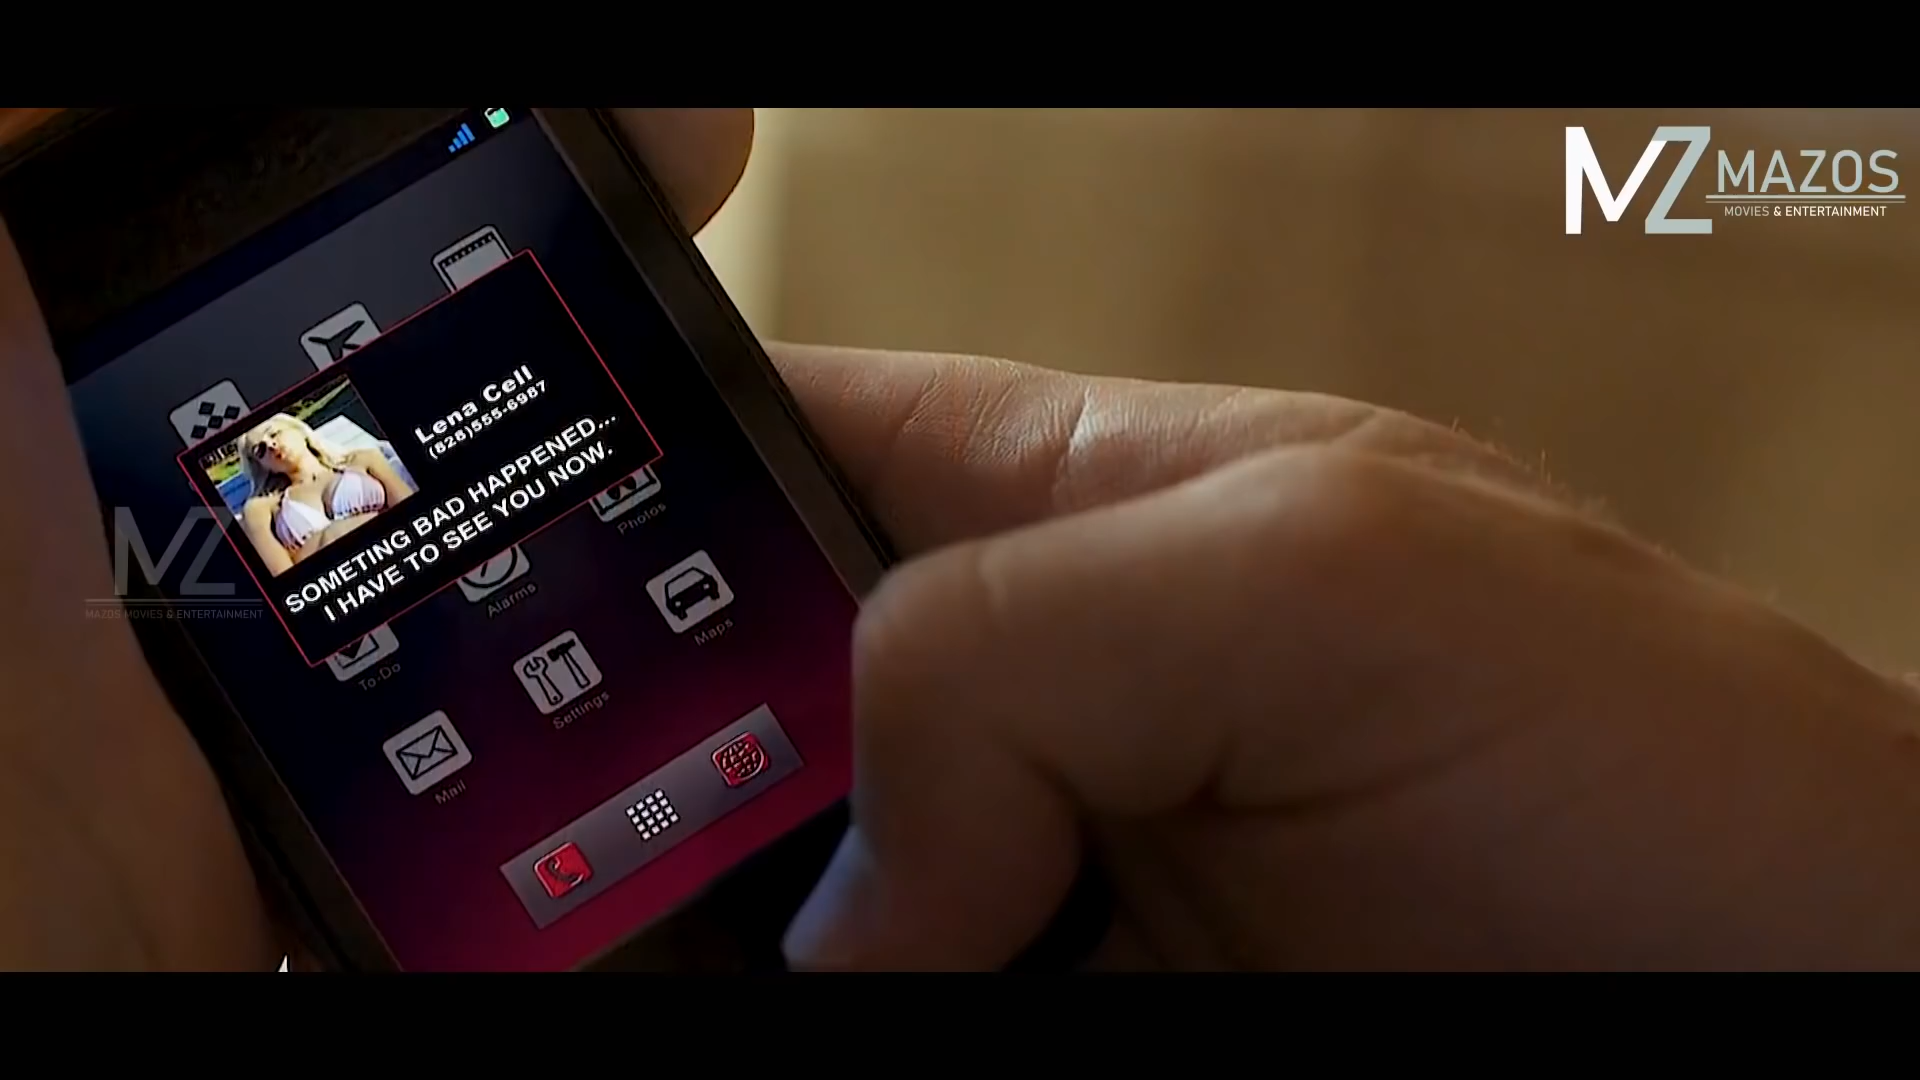 MZ MAZOS
MOVIES & ENTERTAINMENT
Lena Cell
(828)555-6987
SOMETING BAD HAPPENED...
I HAVE TO SEE YOU NOW.
Photos
Alarms
Maps
To-Do
Settings
Mail
MZ
MAZOS MOVIES & ENTERTAINMENT